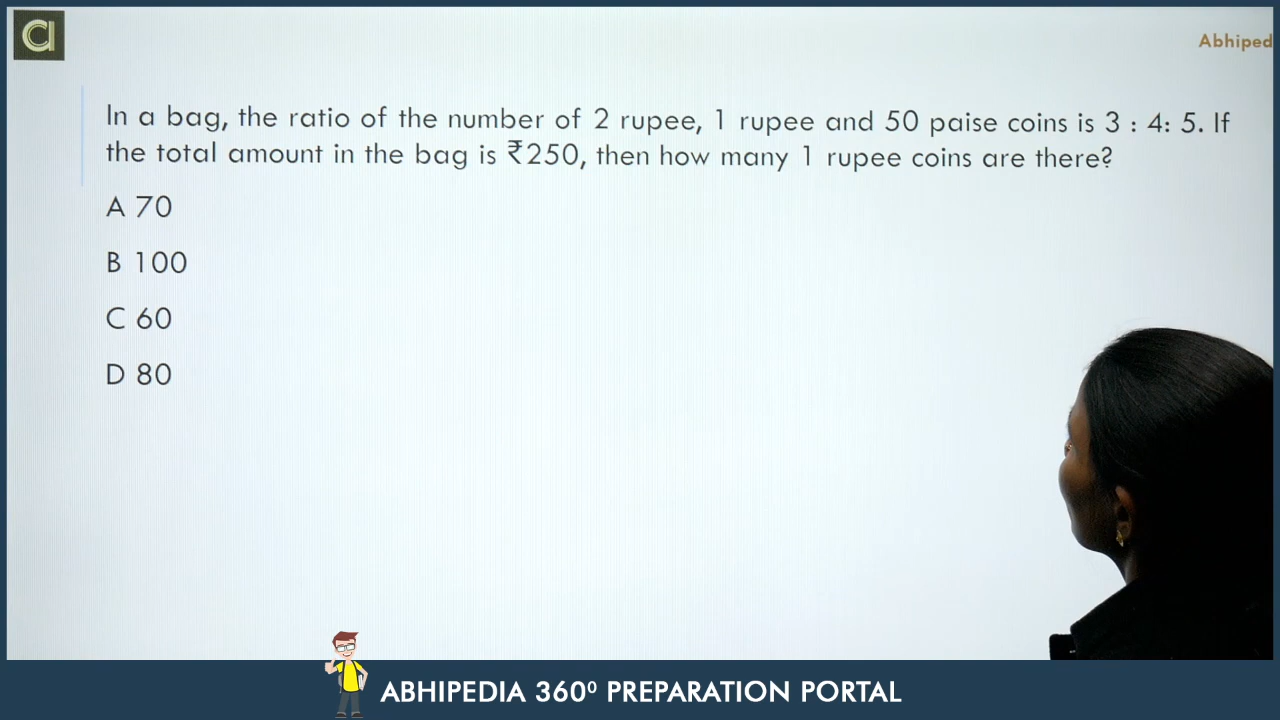 Abhiped
In a bag, the ratio of the number of 2 rupee, 1 rupee and 50 paise coins is 3 : 4: 5. If
the total amount in the bag is ₹250, then how many 1 rupee coins are there?
A 70
B 100
C 60
D 80
ABHIPEDIA 360⁰ PREPARATION PORTAL